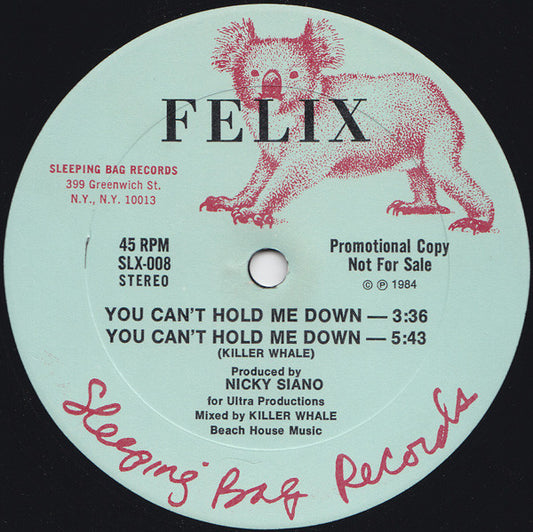 FELIX
SLEEPING BAG RECORDS
399 Greenwich St.
N.Y., N.Y. 10013
45 RPM
SLX-008
STEREO
Promotional Copy
Not For Sale
© ℗ 1984
YOU CAN'T HOLD ME DOWN — 3:36
YOU CAN'T HOLD ME DOWN — 5:43
(KILLER WHALE)
Produced by
NICKY SIANO
for Ultra Productions
Mixed by KILLER WHALE
Beach House Music
Sleeping Bag Records